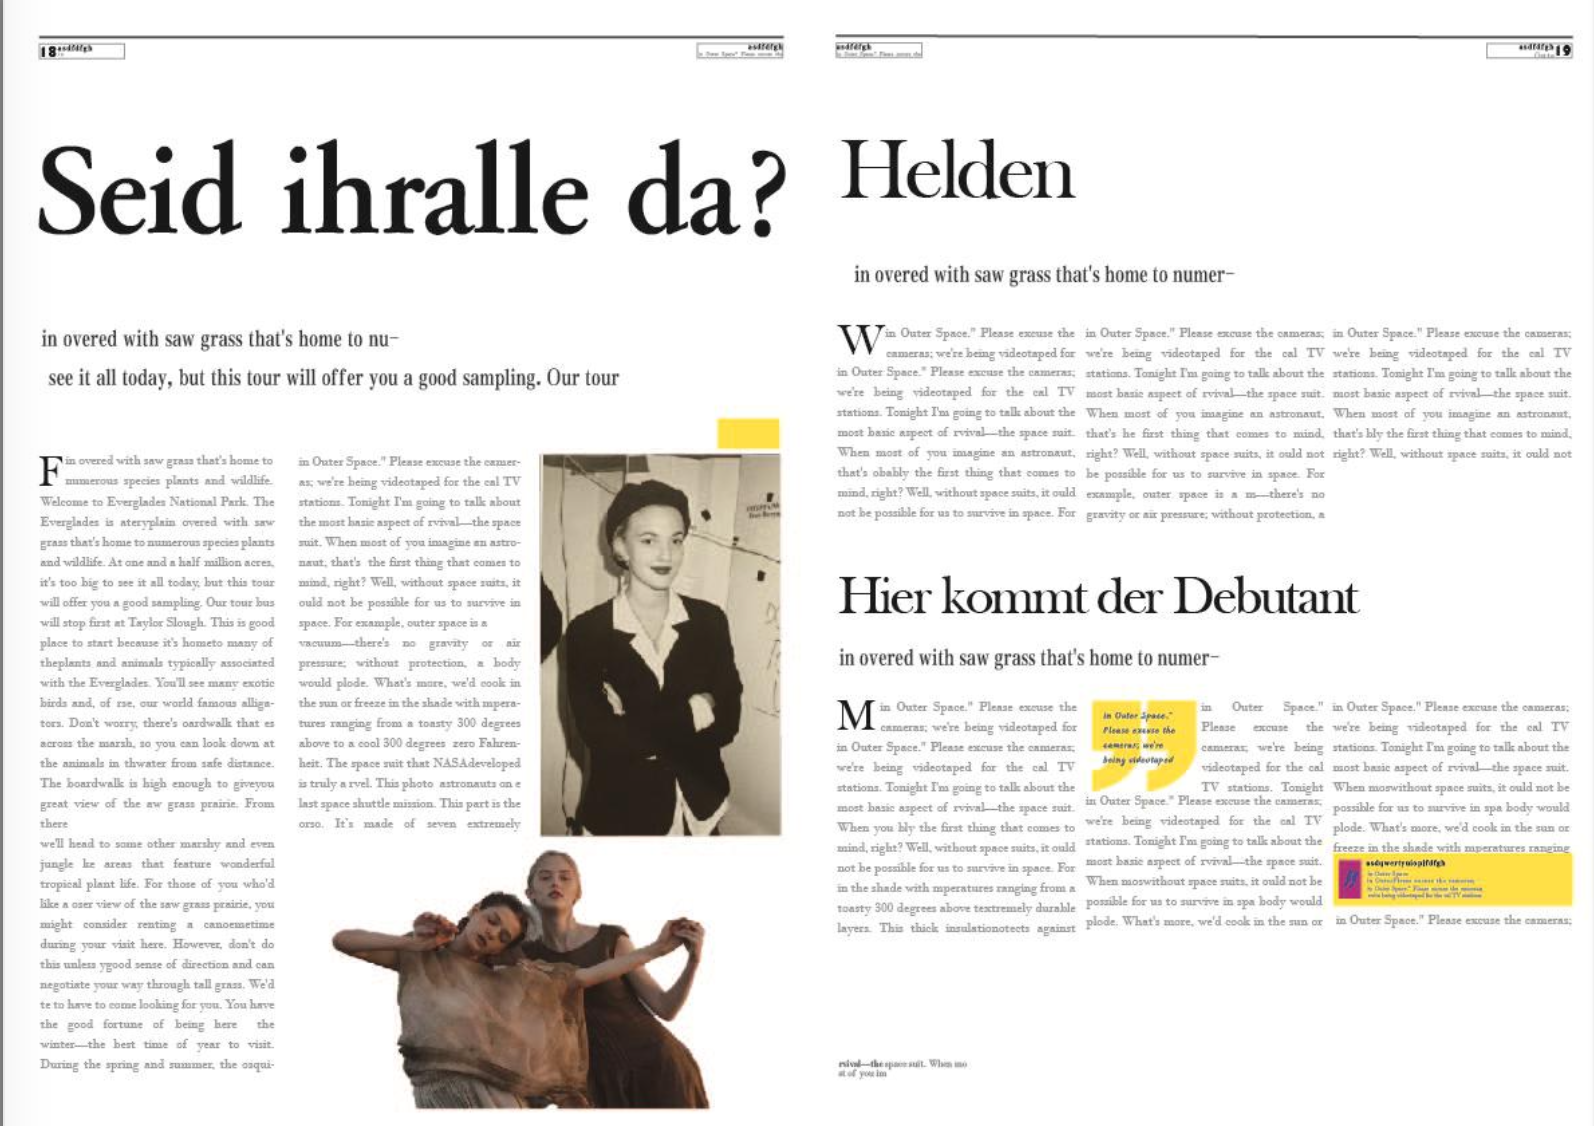 18 asdfdfgh
asdfdfgh
in Outer Space." Please excuse the
Seid ihralle da?
in overed with saw grass that's home to nu-
see it all today, but this tour will offer you a good sampling. Our tour
F in overed with saw grass that's home to
numerous species plants and wildlife.
Welcome to Everglades National Park. The
Everglades is ateryplain overed with saw
grass that's home to numerous species plants
and wildlife. At one and a half million acres,
it's too big to see it all today, but this tour
will offer you a good sampling. Our tour bus
will stop first at Taylor Slough. This is good
place to start because it's hometo many of
theplants and animals typically associated
with the Everglades. You'll see many exotic
birds and, of rse, our world famous alliga-
tors. Don't worry, there's oardwalk that es
across the marsh, so you can look down at
the animals in thwater from safe distance.
The boardwalk is high enough to giveyou
great view of the aw grass prairie. From
there
we'll head to some other marshy and even
jungle ke areas that feature wonderful
tropical plant life. For those of you who'd
like a oser view of the saw grass prairie, you
might consider renting a canoemetime
during your visit here. However, don't do
this unless ygood sense of direction and can
negotiate your way through tall grass. We'd
te to have to come looking for you. You have
the good fortune of being here the
winter—the best time of year to visit.
During the spring and summer, the osqui-
in Outer Space." Please excuse the camer-
as; we're being videotaped for the cal TV
stations. Tonight I'm going to talk about
the most basic aspect of rvival—the space
suit. When most of you imagine an astro-
naut, that's the first thing that comes to
mind, right? Well, without space suits, it
ould not be possible for us to survive in
space. For example, outer space is a
vacuum—there's no gravity or air
pressure; without protection, a body
would plode. What's more, we'd cook in
the sun or freeze in the shade with mpera-
tures ranging from a toasty 300 degrees
above to a cool 300 degrees zero Fahren-
heit. The space suit that NASAdeveloped
is truly a rvel. This photo astronauts on e
last space shuttle mission. This part is the
orso. It's made of seven extremely
asdfdfgh
in Outer Space." Please excuse the
asdfdfgh 19
Helden
in overed with saw grass that's home to numer-
W in Outer Space." Please excuse the
cameras; we're being videotaped for
in Outer Space." Please excuse the cameras;
we're being videotaped for the cal TV
stations. Tonight I'm going to talk about the
most basic aspect of rvival—the space suit.
When most of you imagine an astronaut,
that's obably the first thing that comes to
mind, right? Well, without space suits, it ould
not be possible for us to survive in space. For
in Outer Space." Please excuse the cameras;
we're being videotaped for the cal TV
stations. Tonight I'm going to talk about the
most basic aspect of rvival—the space suit.
When most of you imagine an astronaut,
that's he first thing that comes to mind,
right? Well, without space suits, it ould not
be possible for us to survive in space. For
example, outer space is a m—there's no
gravity or air pressure; without protection, a
in Outer Space." Please excuse the cameras;
we're being videotaped for the cal TV
stations. Tonight I'm going to talk about the
most basic aspect of rvival—the space suit.
When most of you imagine an astronaut,
that's bly the first thing that comes to mind,
right? Well, without space suits, it ould not
Hier kommt der Debutant
in overed with saw grass that's home to numer-
M in Outer Space." Please excuse the
cameras; we're being videotaped for
in Outer Space." Please excuse the cameras;
we're being videotaped for the cal TV
stations. Tonight I'm going to talk about the
most basic aspect of rvival—the space suit.
When you bly the first thing that comes to
mind, right? Well, without space suits, it ould
not be possible for us to survive in space. For
in the shade with mperatures ranging from a
toasty 300 degrees above textremely durable
layers. This thick insulationotects against
in Outer Space."
Please excuse the
cameras; we're
being videotaped
in Outer Space."
Please excuse the
cameras; we're being
videotaped for the cal
TV stations. Tonight
in Outer Space." Please excuse the cameras;
we're being videotaped for the cal TV
stations. Tonight I'm going to talk about the
most basic aspect of rvival—the space suit.
When moswithout space suits, it ould not be
possible for us to survive in spa body would
plode. What's more, we'd cook in the sun or
in Outer Space." Please excuse the cameras;
we're being videotaped for the cal TV
stations. Tonight I'm going to talk about the
most basic aspect of rvival—the space suit.
When moswithout space suits, it ould not be
possible for us to survive in spa body would
plode. What's more, we'd cook in the sun or
freeze in the shade with mperatures ranging
asdqwertyuiopjfdfgh
in Outer Space
in OuterPlease excuse the cameras;
in Outer Space." Please excuse the cameras
we're being videotaped for the cal TV stations
in Outer Space." Please excuse the cameras;
rvival—the space suit. When mo
st of you im